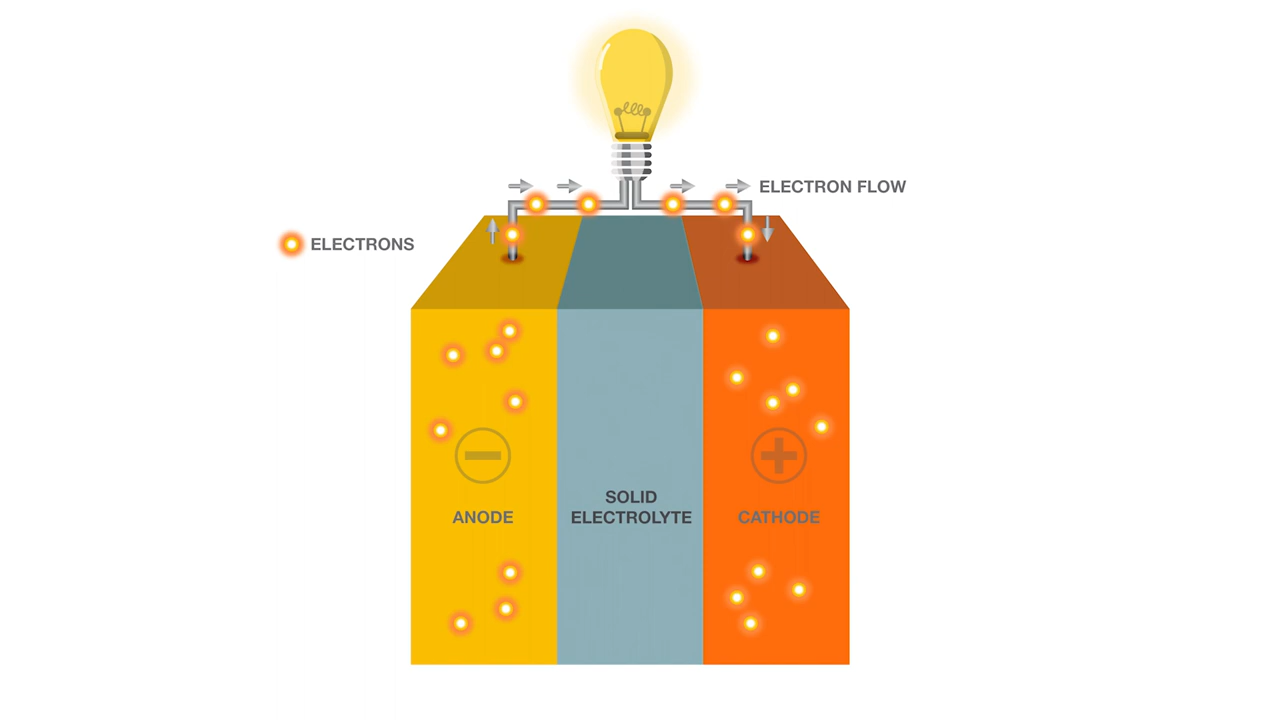 ELECTRON FLOW
ELECTRONS
SOLID
ELECTROLYTE
ANODE
CATHODE